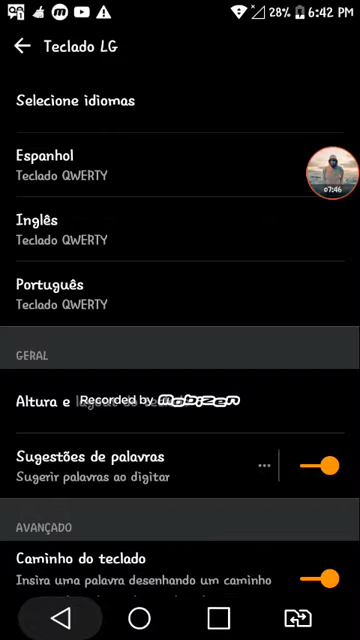 28% 6:42 PM
Teclado LG
Selecione idiomas
Espanhol
Teclado QWERTY
07:46
Inglês
Teclado QWERTY
Português
Teclado QWERTY
GERAL
Altura e
Recorded by mobizen
Sugestões de palavras
Sugerir palavras ao digitar
AVANÇADO
Caminho do teclado
Insira uma palavra desenhando um caminho